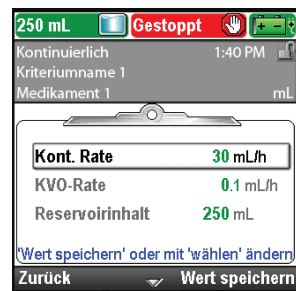 250 mL Gestoppt
Kontinuierlich 1:40 PM
Kriteriumname 1
Medikament 1 mL
Kont. Rate 30 mL/h
KVO-Rate 0.1 mL/h
Reservoirinhalt 250 mL
'Wert speichern' oder mit 'wählen' ändern
Zurück Wert speichern